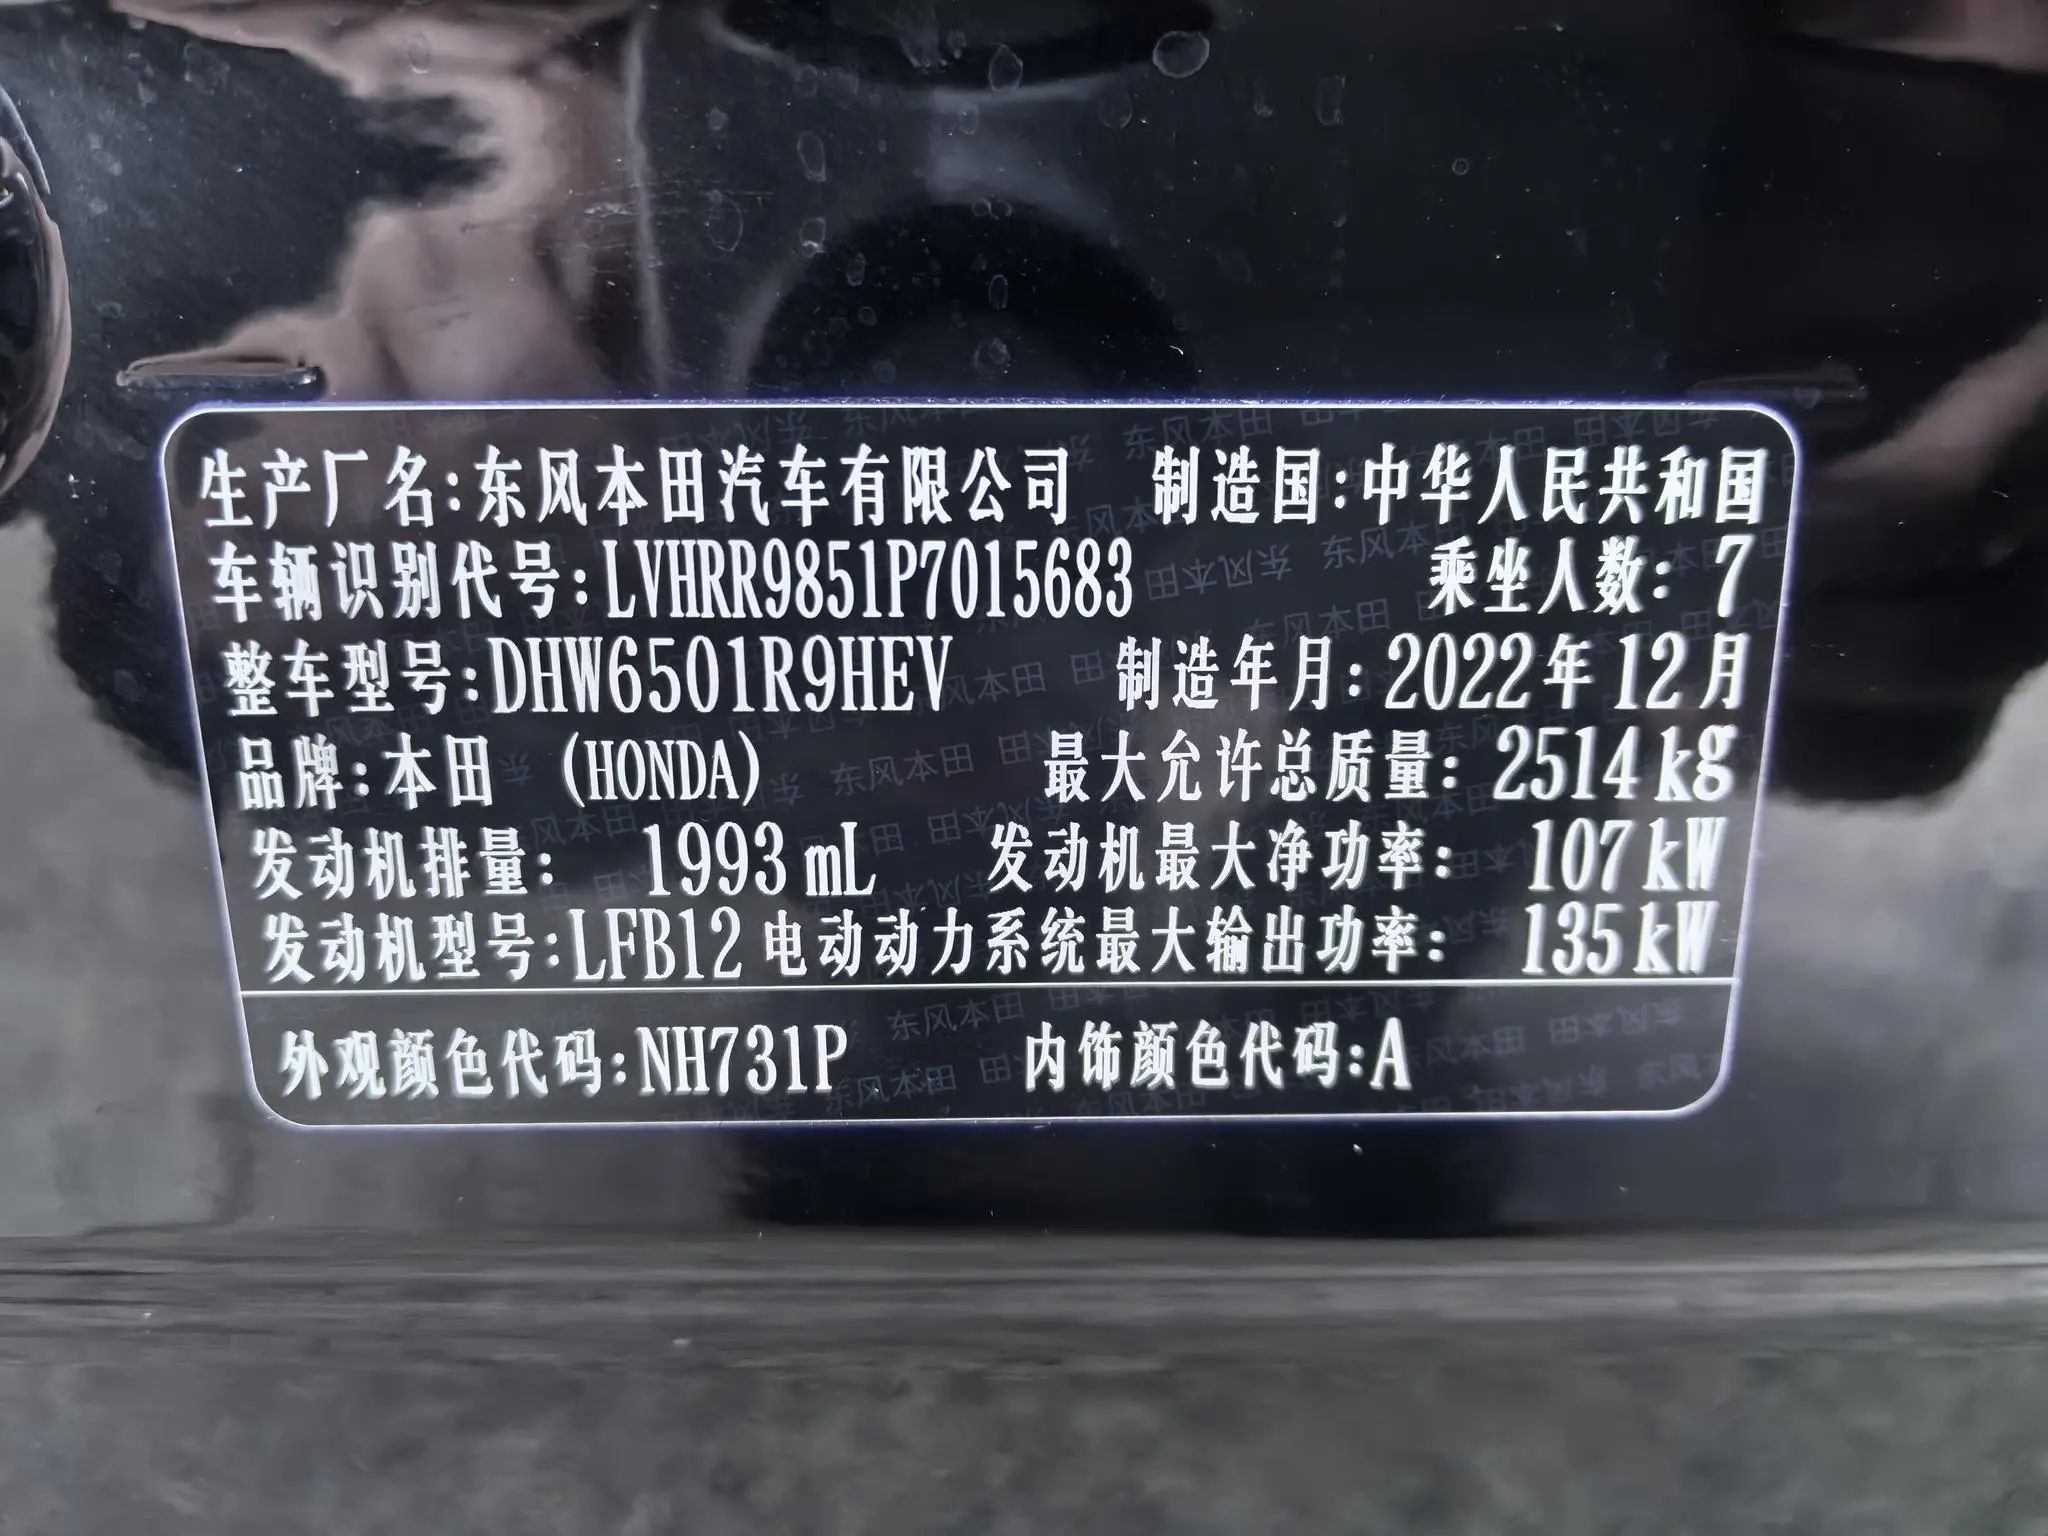 生产厂名:东风本田汽车有限公司 制造国:中华人民共和国
车辆识别代号:LVHRR9851P7015683 乘坐人数: 7
整车型号:DHW6501R9HEV 制造年月:2022年12月
品牌:本田 (HONDA) 最大允许总质量: 2514kg
发动机排量: 1993mL 发动机最大净功率: 107kW
发动机型号:LFB12 电动动力系统最大输出功率: 135kW
外观颜色代码:NH731P 内饰颜色代码:A